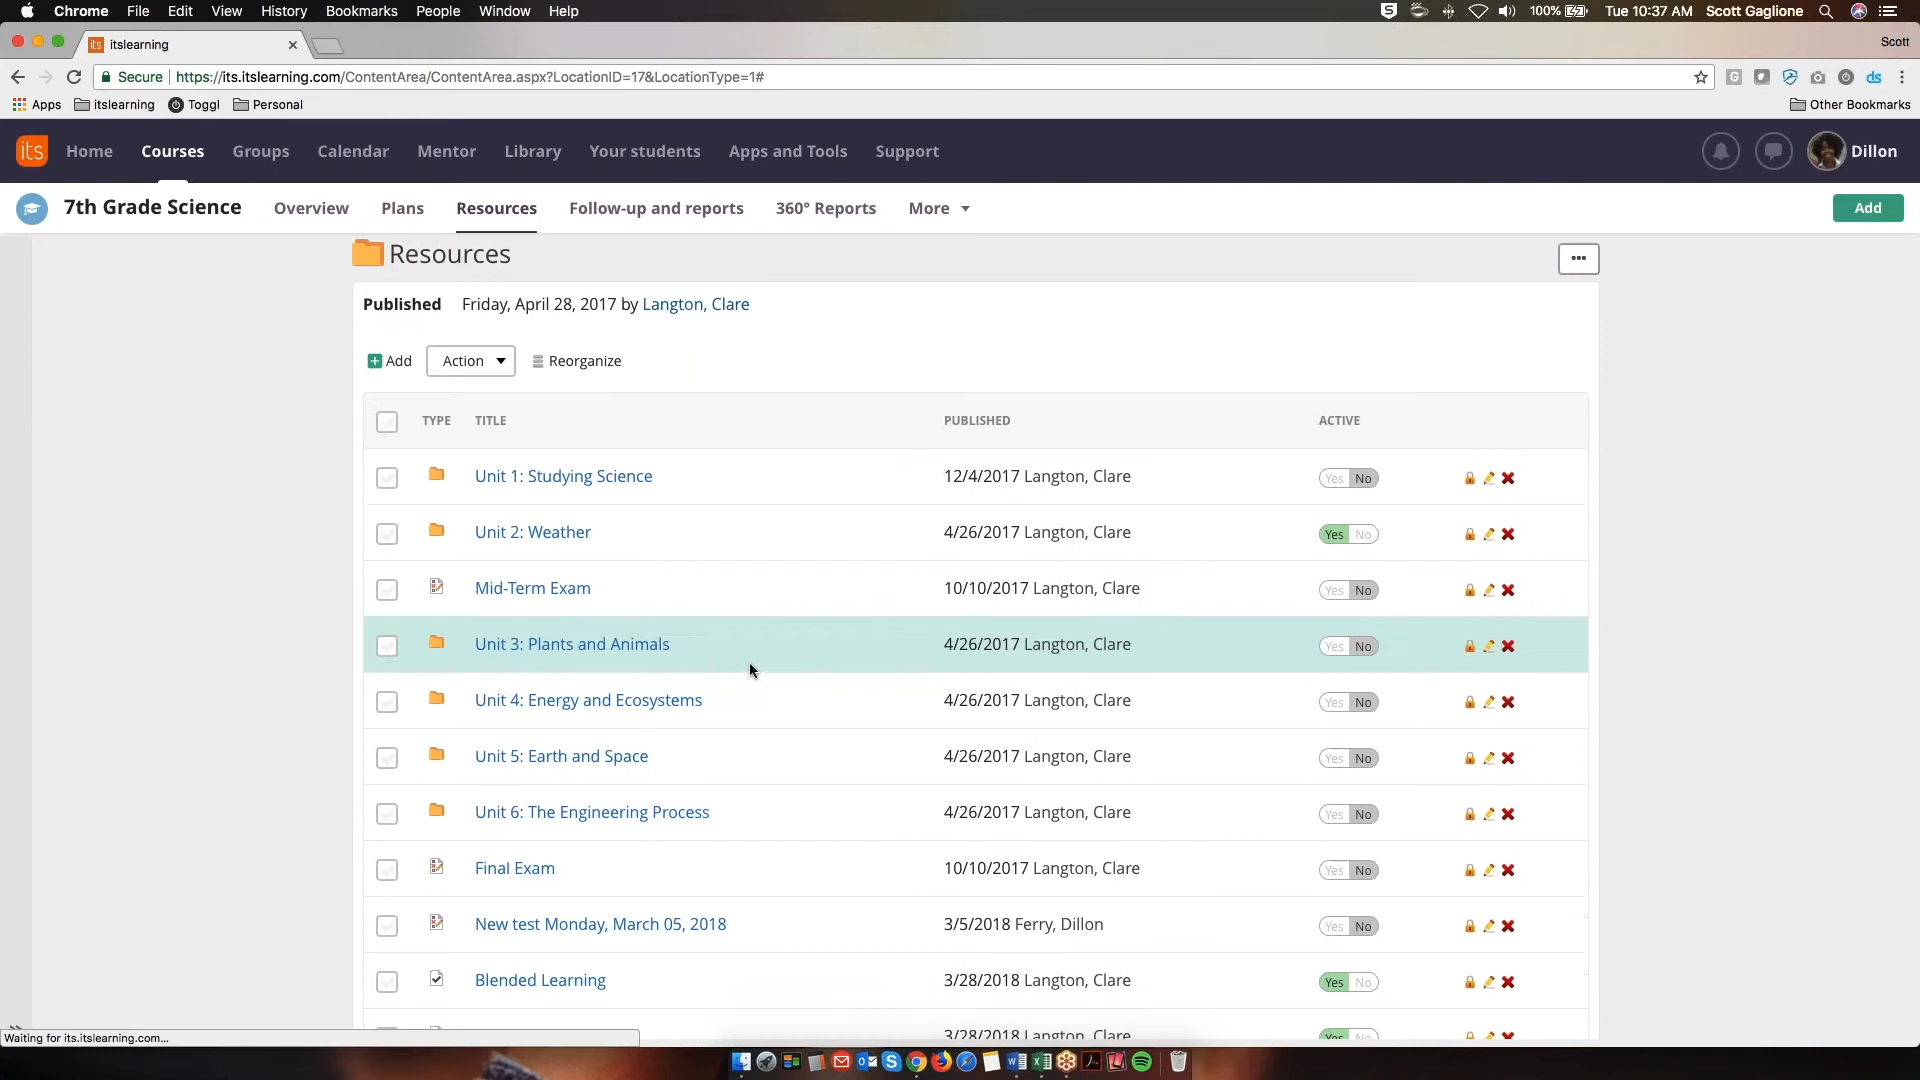 Chrome File Edit View History Bookmarks People Window Help 100% Tue 10:37 AM Scott Gaglione
its itslearning Scott
Secure https://its.itslearning.com/ContentArea/ContentArea.aspx?LocationID=17&LocationType=1#
Apps itslearning Toggl Personal Other Bookmarks
its Home Courses Groups Calendar Mentor Library Your students Apps and Tools Support Dillon
7th Grade Science Overview Plans Resources Follow-up and reports 360° Reports More Add
Resources
Published Friday, April 28, 2017 by Langton, Clare
Add Action Reorganize
TYPE TITLE PUBLISHED ACTIVE
Unit 1: Studying Science 12/4/2017 Langton, Clare Yes No
Unit 2: Weather 4/26/2017 Langton, Clare Yes No
Mid-Term Exam 10/10/2017 Langton, Clare Yes No
Unit 3: Plants and Animals 4/26/2017 Langton, Clare Yes No
Unit 4: Energy and Ecosystems 4/26/2017 Langton, Clare Yes No
Unit 5: Earth and Space 4/26/2017 Langton, Clare Yes No
Unit 6: The Engineering Process 4/26/2017 Langton, Clare Yes No
Final Exam 10/10/2017 Langton, Clare Yes No
New test Monday, March 05, 2018 3/5/2018 Ferry, Dillon Yes No
Blended Learning 3/28/2018 Langton, Clare Yes No
3/28/2018 Langton, Clare Yes No
Waiting for its.itslearning.com...